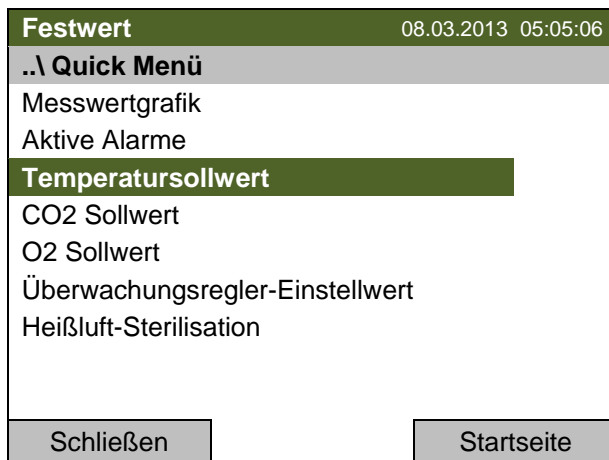 Festwert 08.03.2013 05:05:06
..\ Quick Menü
Messwertgrafik
Aktive Alarme
Temperatursollwert
CO2 Sollwert
O2 Sollwert
Überwachungsregler-Einstellwert
Heißluft-Sterilisation
Schließen Startseite